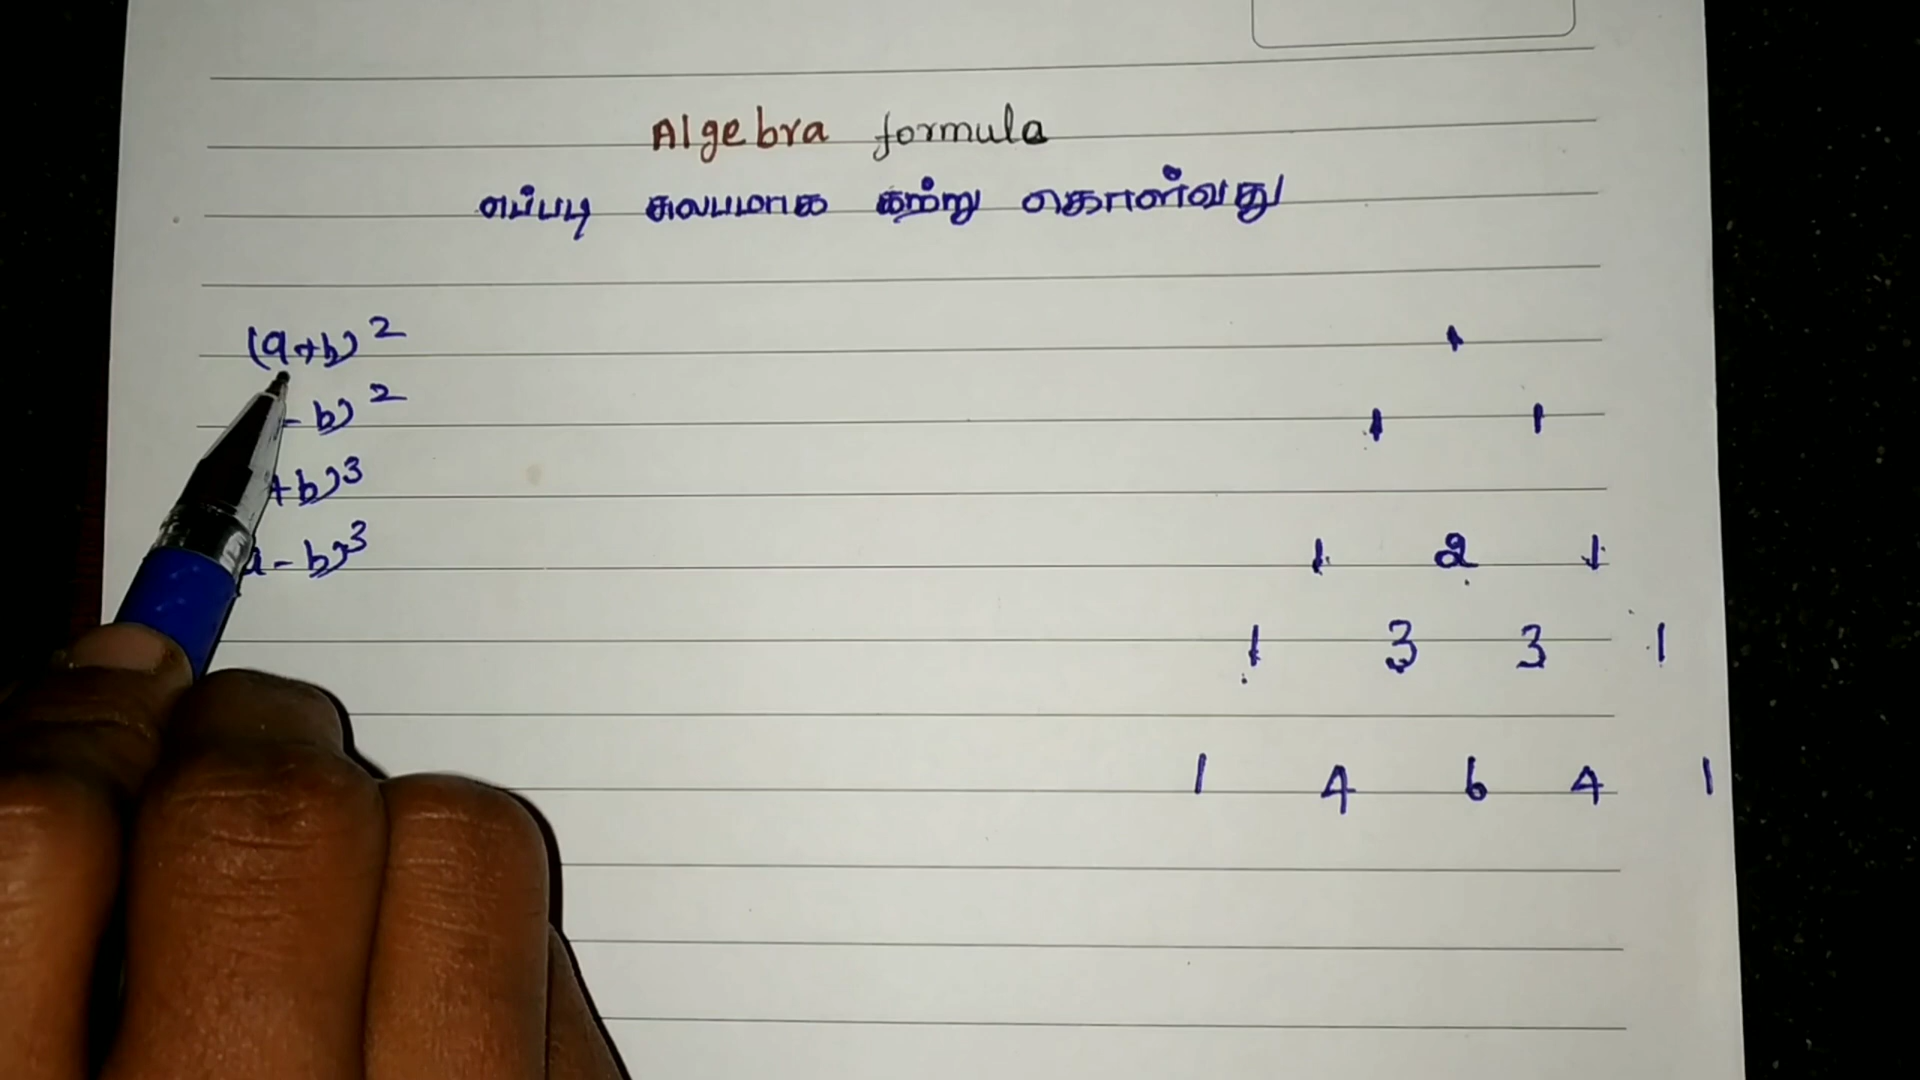 Algebra formula
எப்படி சுலபமாக கற்று கொள்வது
(a+b)²
- b)²
+b)³
a - b)³
1
1 1
1 2 1
1 3 3 1
1 4 6 4 1